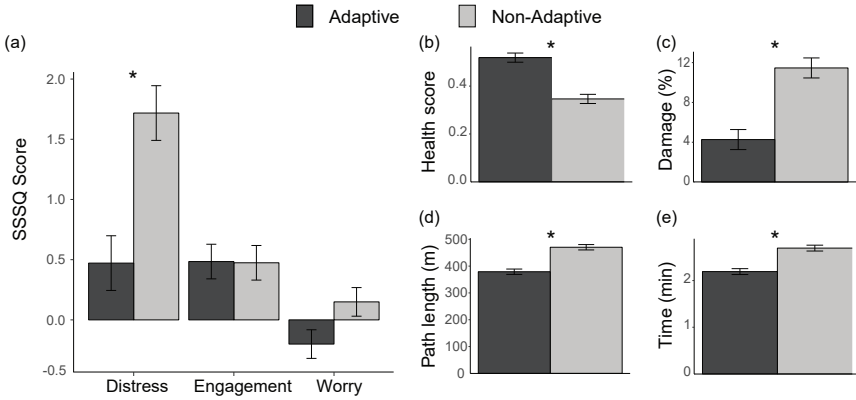 Adaptive Non-Adaptive
(a)
SSSQ Score
2.0
1.5
1.0
0.5
0.0
-0.5
*
Distress Engagement Worry
(b)
Health score
0.4
0.2
0.0
*
(c)
Damage (%)
12
8
4
0
*
(d)
Path length (m)
500
400
300
200
100
0
*
(e)
Time (min)
2
1
0
*